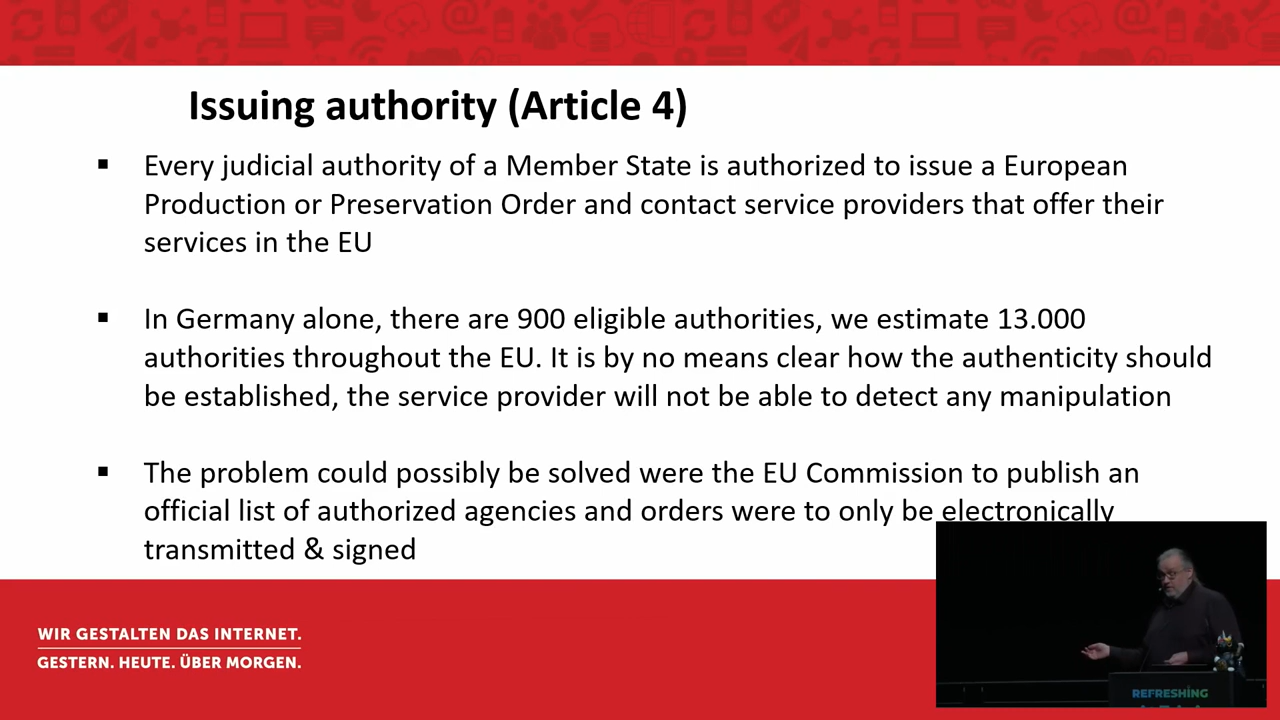 Issuing authority (Article 4)
▪ Every judicial authority of a Member State is authorized to issue a European
Production or Preservation Order and contact service providers that offer their
services in the EU
▪ In Germany alone, there are 900 eligible authorities, we estimate 13.000
authorities throughout the EU. It is by no means clear how the authenticity should
be established, the service provider will not be able to detect any manipulation
▪ The problem could possibly be solved were the EU Commission to publish an
official list of authorized agencies and orders were to only be electronically
transmitted & signed
WIR GESTALTEN DAS INTERNET.
GESTERN. HEUTE. ÜBER MORGEN.
REFRESHING